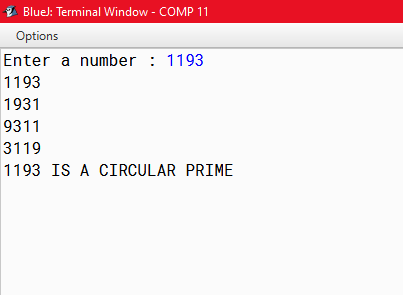 BlueJ: Terminal Window - COMP 11
Options
Enter a number : 1193
1193
1931
9311
3119
1193 IS A CIRCULAR PRIME